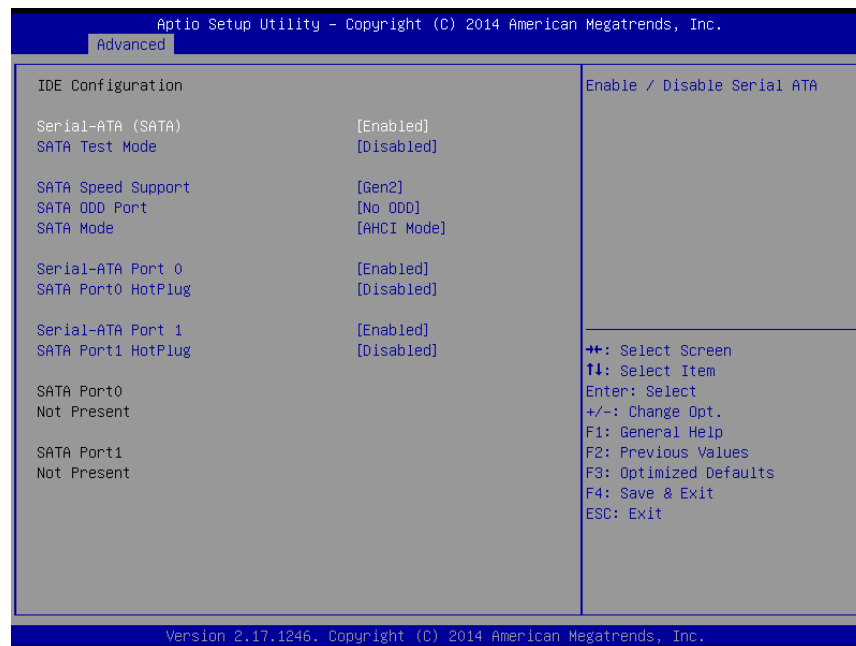 Aptio Setup Utility – Copyright (C) 2014 American Megatrends, Inc.
Advanced
IDE Configuration
Serial-ATA (SATA) [Enabled]
SATA Test Mode [Disabled]
SATA Speed Support [Gen2]
SATA ODD Port [No ODD]
SATA Mode [AHCI Mode]
Serial-ATA Port 0 [Enabled]
SATA Port0 HotPlug [Disabled]
Serial-ATA Port 1 [Enabled]
SATA Port1 HotPlug [Disabled]
SATA Port0
Not Present
SATA Port1
Not Present
Enable / Disable Serial ATA
→←: Select Screen
↑↓: Select Item
Enter: Select
+/-: Change Opt.
F1: General Help
F2: Previous Values
F3: Optimized Defaults
F4: Save & Exit
ESC: Exit
Version 2.17.1246. Copyright (C) 2014 American Megatrends, Inc.